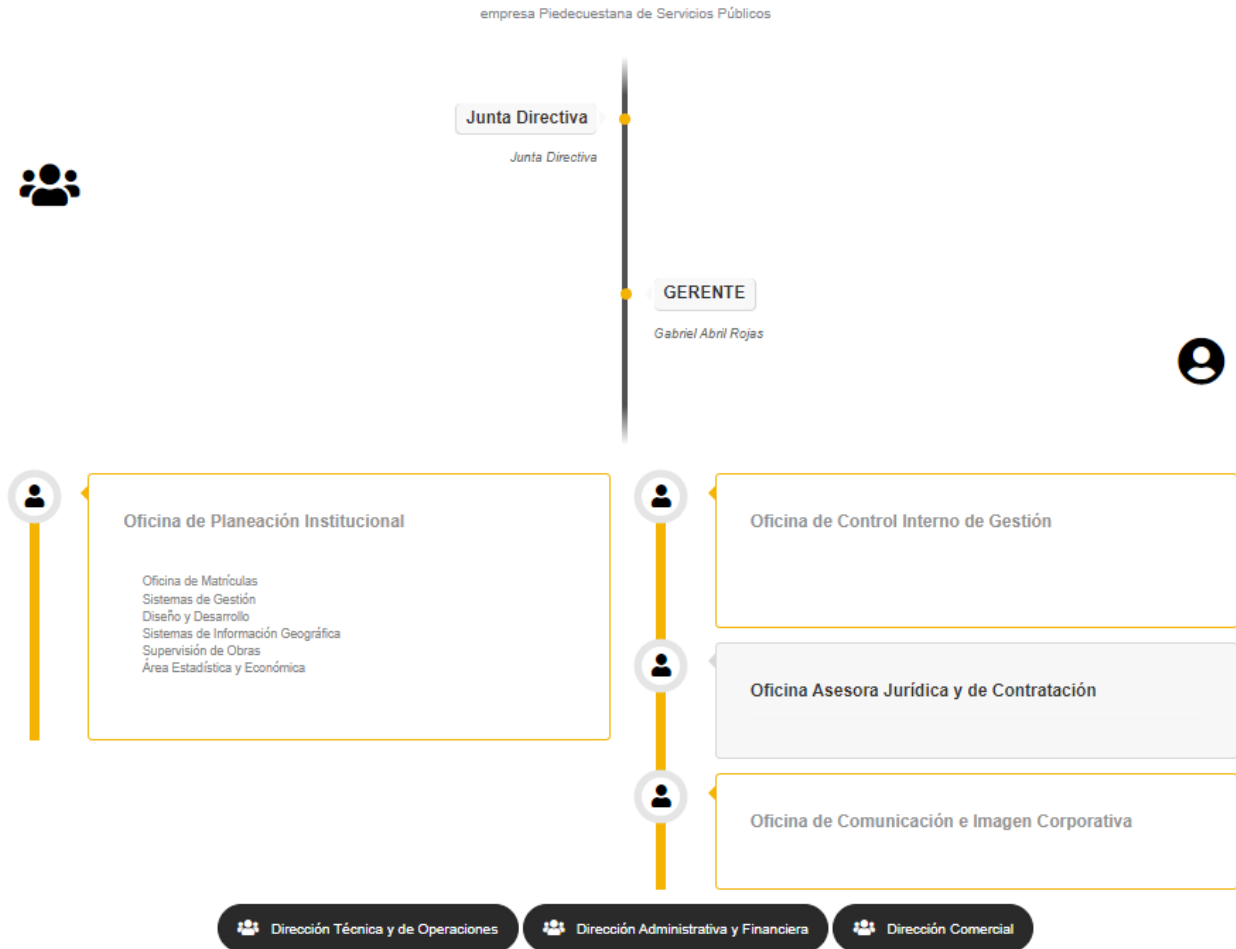 empresa Piedecuestana de Servicios Públicos
Junta Directiva
Junta Directiva
GERENTE
Gabriel Abril Rojas
Oficina de Planeación Institucional
Oficina de Matrículas
Sistemas de Gestión
Diseño y Desarrollo
Sistemas de Información Geográfica
Supervisión de Obras
Área Estadística y Económica
Oficina de Control Interno de Gestión
Oficina Asesora Jurídica y de Contratación
Oficina de Comunicación e Imagen Corporativa
Dirección Técnica y de Operaciones
Dirección Administrativa y Financiera
Dirección Comercial